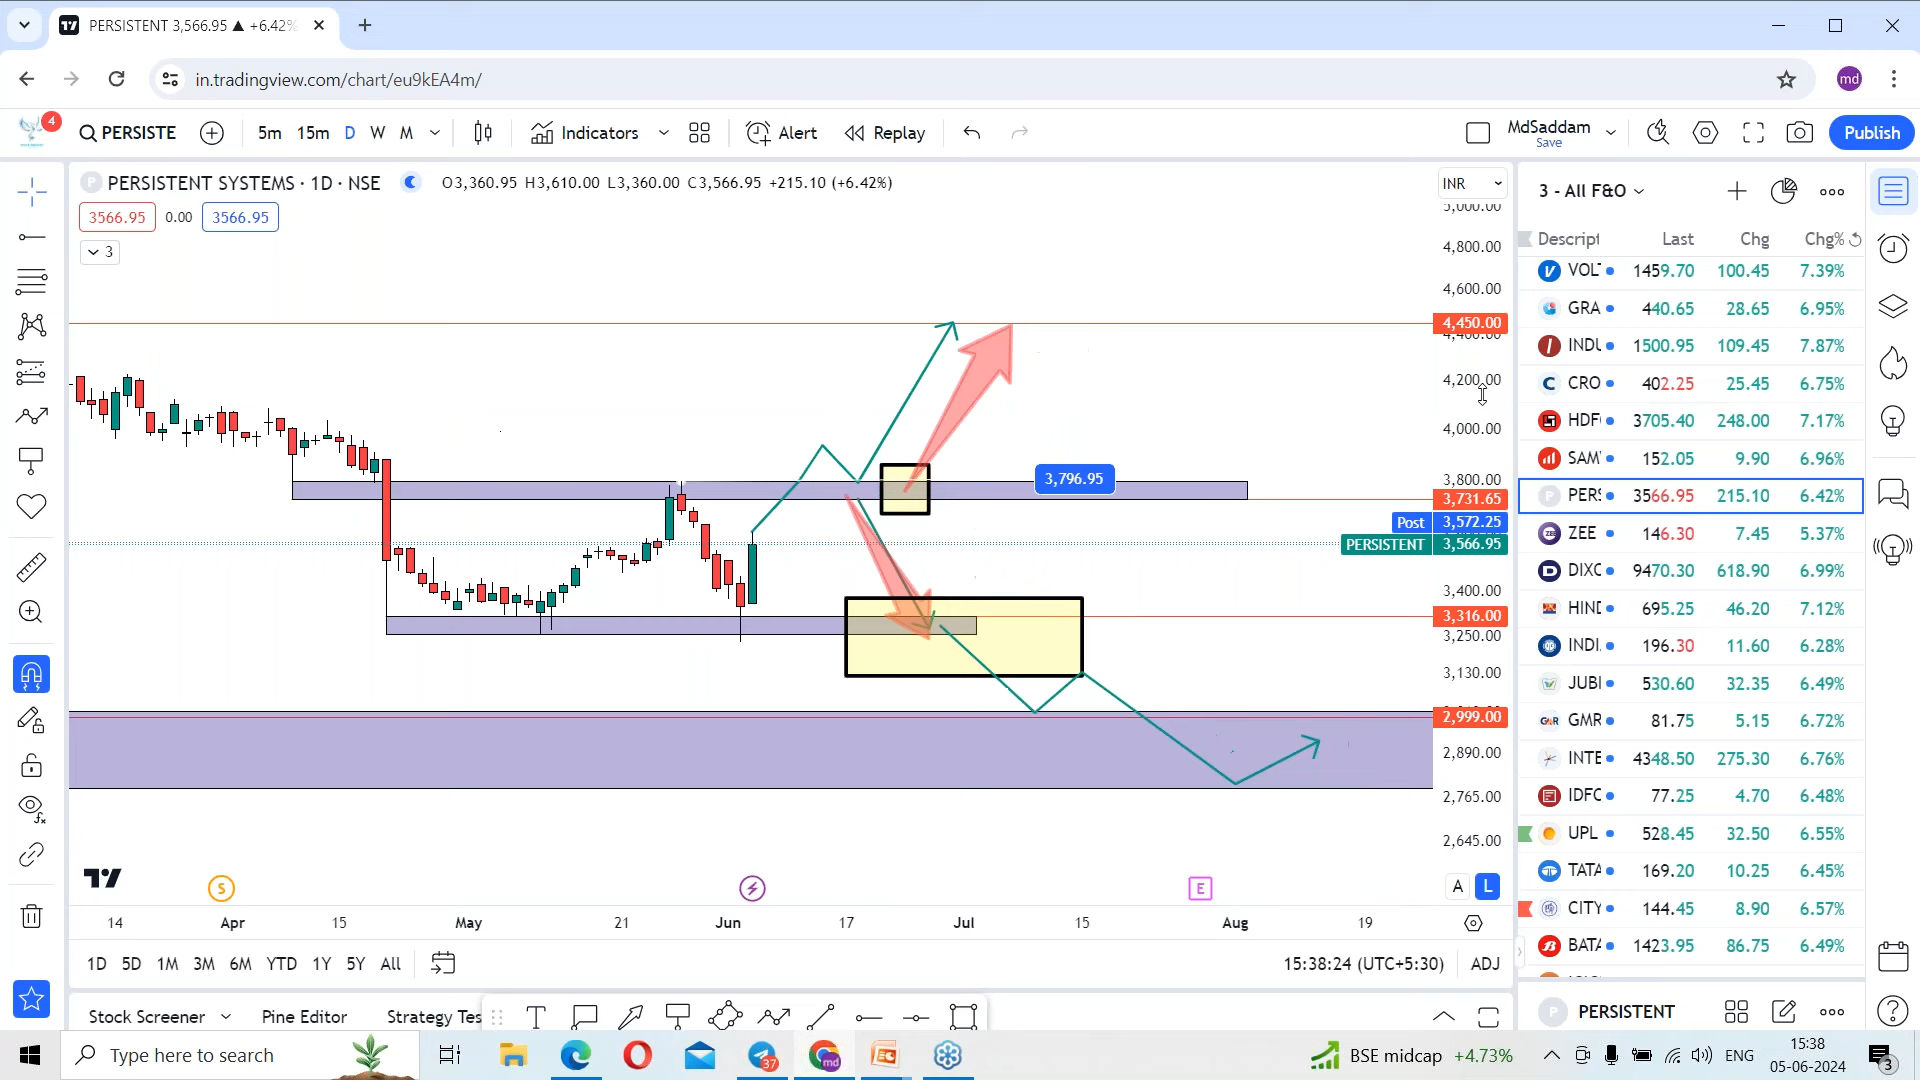 PERSISTENT 3,566.95 ▲ +6.42%
in.tradingview.com/chart/eu9kEA4m/
md
4
PERSISTE
5m 15m D W M
Indicators
Alert
Replay
MdSaddam
Save
Publish
P PERSISTENT SYSTEMS · 1D · NSE
O3,360.95 H3,610.00 L3,360.00 C3,566.95 +215.10 (+6.42%)
3566.95 0.00 3566.95
3
INR
5,000.00
4,800.00
4,600.00
4,450.00
4,400.00
4,200.00
4,000.00
3,800.00
3,796.95
3,731.65
Post 3,572.25
PERSISTENT 3,566.95
3,400.00
3,316.00
3,250.00
3,130.00
2,999.00
2,890.00
2,765.00
2,645.00
S
E
A L
14 Apr 15 May 21 Jun 17 Jul 15 Aug 19
1D 5D 1M 3M 6M YTD 1Y 5Y All
15:38:24 (UTC+5:30) ADJ
Stock Screener Pine Editor Strategy Tes
3 - All F&O
Descript Last Chg Chg%
VOL 1459.70 100.45 7.39%
GRA 440.65 28.65 6.95%
INDU 1500.95 109.45 7.87%
CRO 402.25 25.45 6.75%
HDF 3705.40 248.00 7.17%
SAM 152.05 9.90 6.96%
P PERS 3566.95 215.10 6.42%
ZEE 146.30 7.45 5.37%
DIXC 9470.30 618.90 6.99%
HIND 695.25 46.20 7.12%
INDI 196.30 11.60 6.28%
JUBI 530.60 32.35 6.49%
GMR 81.75 5.15 6.72%
INTE 4348.50 275.30 6.76%
IDFC 77.25 4.70 6.48%
UPL 528.45 32.50 6.55%
TATA 169.20 10.25 6.45%
CITY 144.45 8.90 6.57%
BATA 1423.95 86.75 6.49%
P PERSISTENT
Type here to search
37
md
BSE midcap +4.73%
ENG
15:38
05-06-2024
3